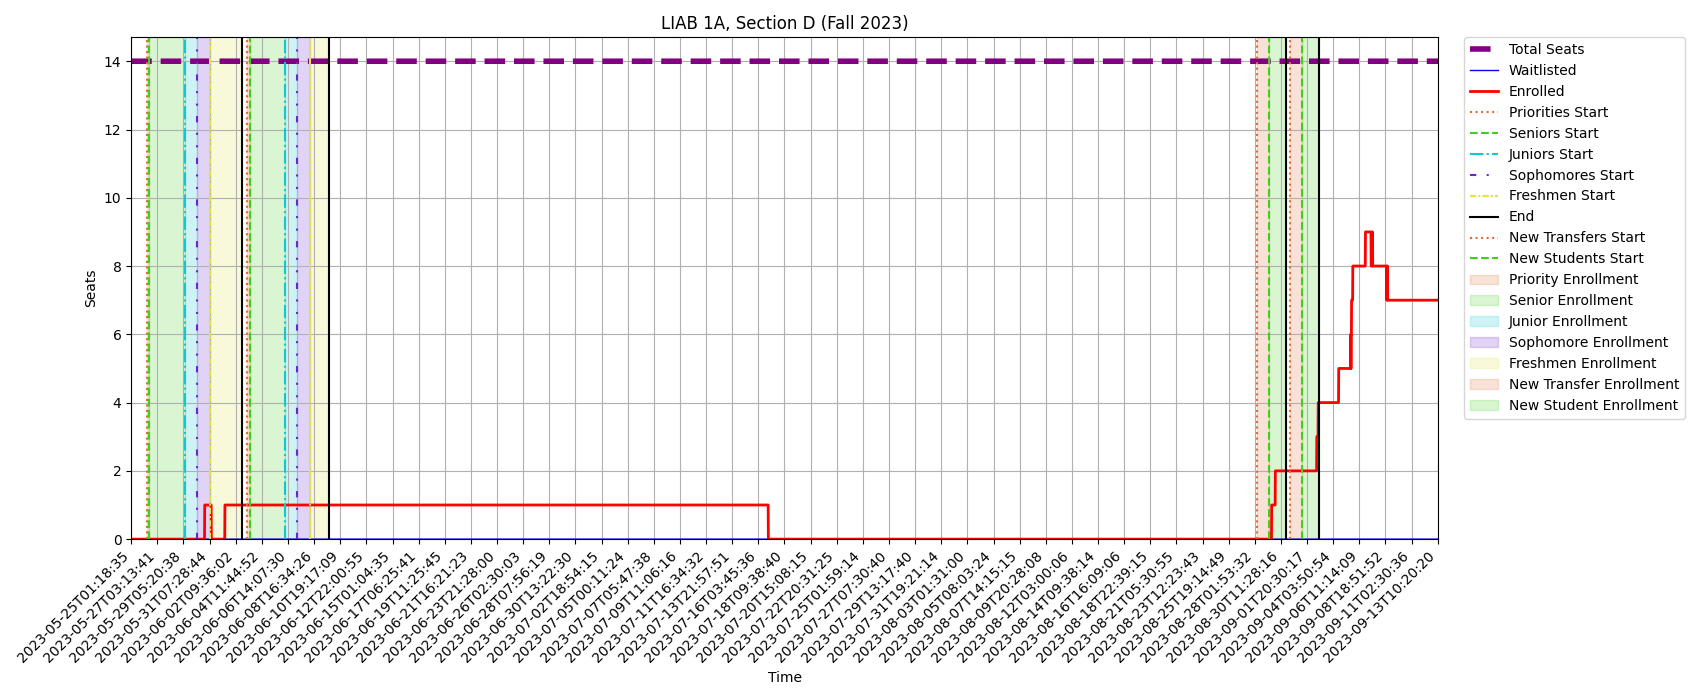 LIAB 1A, Section D (Fall 2023)
Seats
14
12
10
8
6
4
2
0
2023-05-25T01:18:35
2023-05-27T03:13:41
2023-05-29T05:20:38
2023-05-31T07:28:44
2023-06-02T09:36:02
2023-06-04T11:44:52
2023-06-06T14:07:30
2023-06-08T16:34:26
2023-06-10T19:17:09
2023-06-12T22:00:55
2023-06-15T01:04:35
2023-06-17T06:25:41
2023-06-19T11:25:45
2023-06-21T16:21:23
2023-06-23T21:28:00
2023-06-26T02:30:03
2023-06-28T07:56:19
2023-06-30T13:22:30
2023-07-02T18:54:15
2023-07-05T00:11:24
2023-07-07T05:47:38
2023-07-09T11:06:16
2023-07-11T16:34:32
2023-07-13T21:57:51
2023-07-16T03:45:36
2023-07-18T09:38:40
2023-07-20T15:08:15
2023-07-22T20:31:25
2023-07-25T01:59:14
2023-07-27T07:30:40
2023-07-29T13:17:40
2023-07-31T19:21:14
2023-08-03T01:31:00
2023-08-05T08:03:24
2023-08-07T14:15:15
2023-08-09T20:28:08
2023-08-12T03:00:06
2023-08-14T09:38:14
2023-08-16T16:09:06
2023-08-18T22:39:15
2023-08-21T05:30:55
2023-08-23T12:23:43
2023-08-25T19:14:49
2023-08-28T01:53:32
2023-08-30T11:28:16
2023-09-01T20:30:17
2023-09-04T03:50:54
2023-09-06T11:14:09
2023-09-08T18:51:52
2023-09-11T02:30:36
2023-09-13T10:20:20
Time
Total Seats
Waitlisted
Enrolled
Priorities Start
Seniors Start
Juniors Start
Sophomores Start
Freshmen Start
End
New Transfers Start
New Students Start
Priority Enrollment
Senior Enrollment
Junior Enrollment
Sophomore Enrollment
Freshmen Enrollment
New Transfer Enrollment
New Student Enrollment